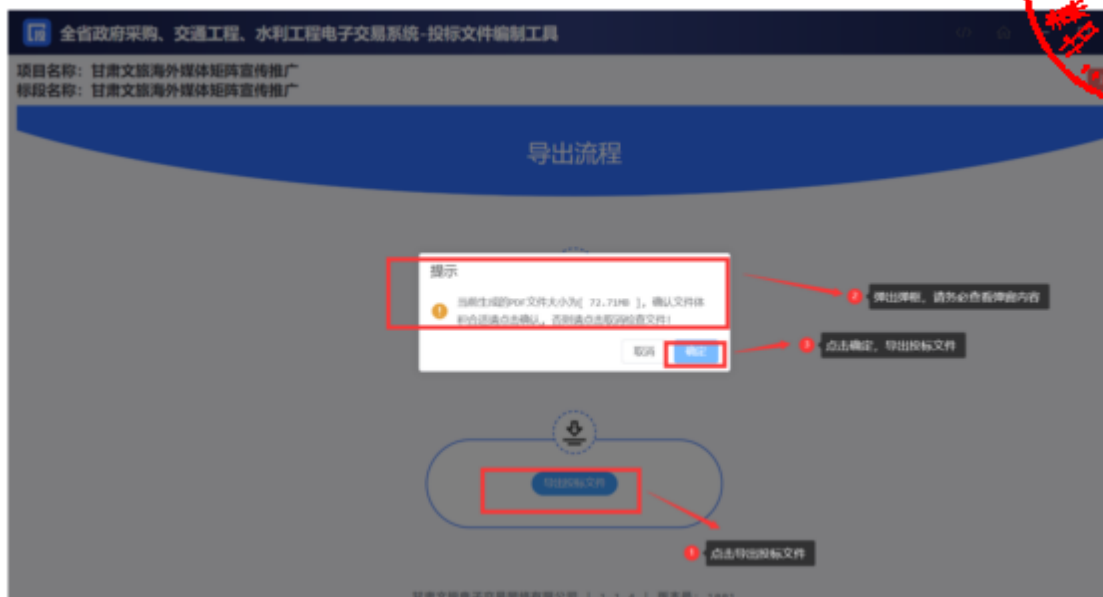 投 全省政府采购、交通工程、水利工程电子交易系统-投标文件编制工具
项目名称：甘肃文旅海外媒体矩阵宣传推广
标段名称：甘肃文旅海外媒体矩阵宣传推广
导出流程
提示
当前生成的PDF文件大小为[ 72.71MB ]，确认文件体
积合适请点击确认，否则请点击取消检查文件！
取消 确定
2 弹出弹框，请务必查看弹窗内容
3 点击确定，导出投标文件
导出投标文件
1 点击导出投标文件